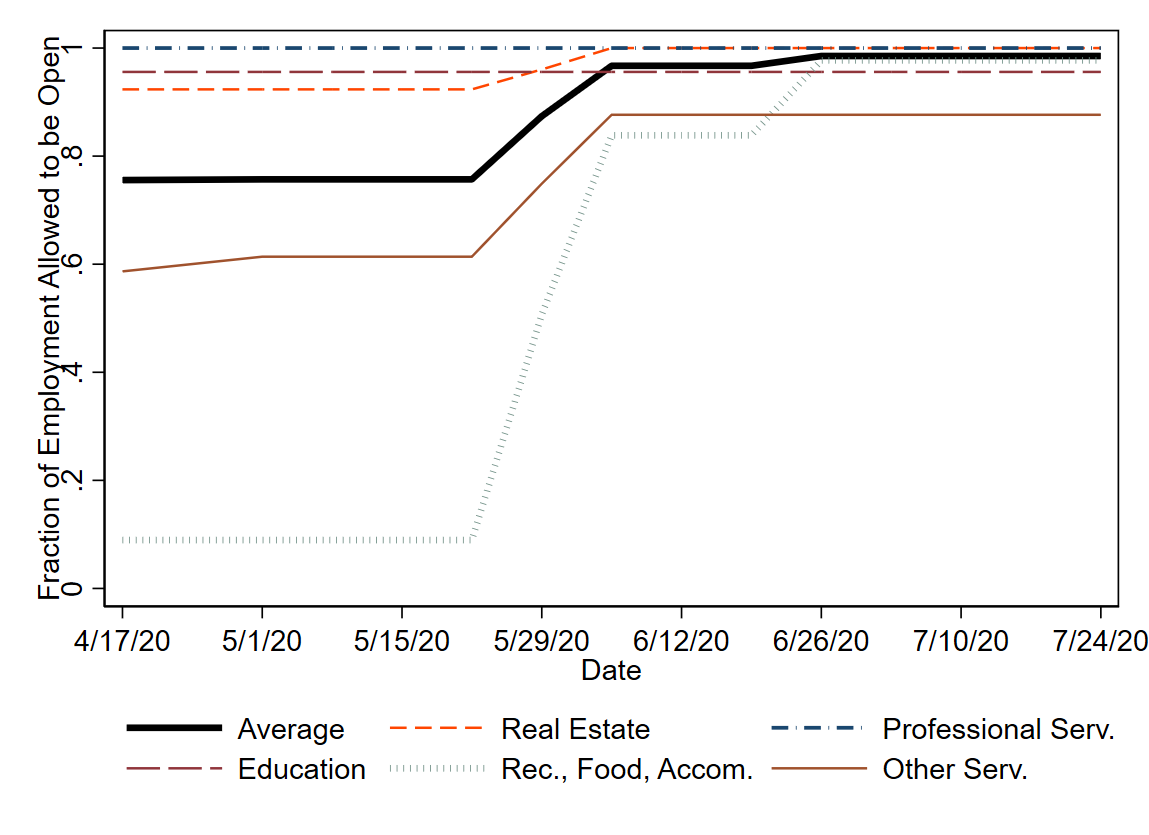 Fraction of Employment Allowed to be Open
1
.8
.6
.4
.2
0
4/17/20 5/1/20 5/15/20 5/29/20 6/12/20 6/26/20 7/10/20 7/24/20
Date
Average Real Estate Professional Serv.
Education Rec., Food, Accom. Other Serv.